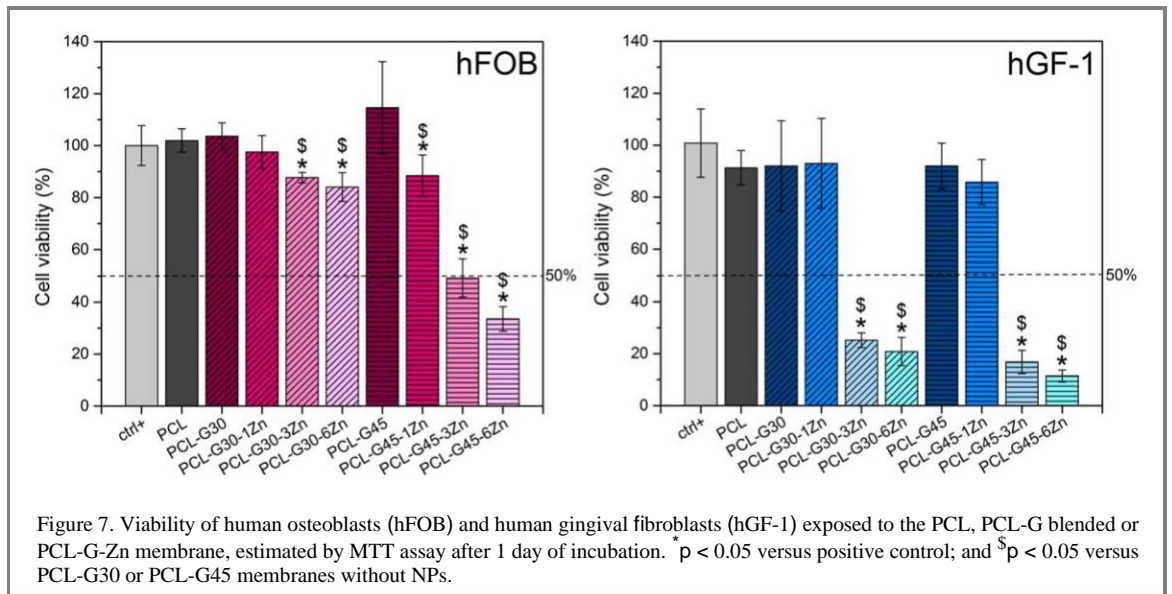 hFOB
Cell viability (%)
140
120
100
80
60
40
20
0
$
*
$
*
$
*
$
*
$
*
50%
ctrl+
PCL
PCL-G30
PCL-G30-1Zn
PCL-G30-3Zn
PCL-G30-6Zn
PCL-G45
PCL-G45-1Zn
PCL-G45-3Zn
PCL-G45-6Zn
hGF-1
Cell viability (%)
140
120
100
80
60
40
20
0
$
*
$
*
$
*
$
*
50%
ctrl+
PCL
PCL-G30
PCL-G30-1Zn
PCL-G30-3Zn
PCL-G30-6Zn
PCL-G45
PCL-G45-1Zn
PCL-G45-3Zn
PCL-G45-6Zn
Figure 7. Viability of human osteoblasts (hFOB) and human gingival fibroblasts (hGF-1) exposed to the PCL, PCL-G blended or
PCL-G-Zn membrane, estimated by MTT assay after 1 day of incubation. *p < 0.05 versus positive control; and $p < 0.05 versus
PCL-G30 or PCL-G45 membranes without NPs.